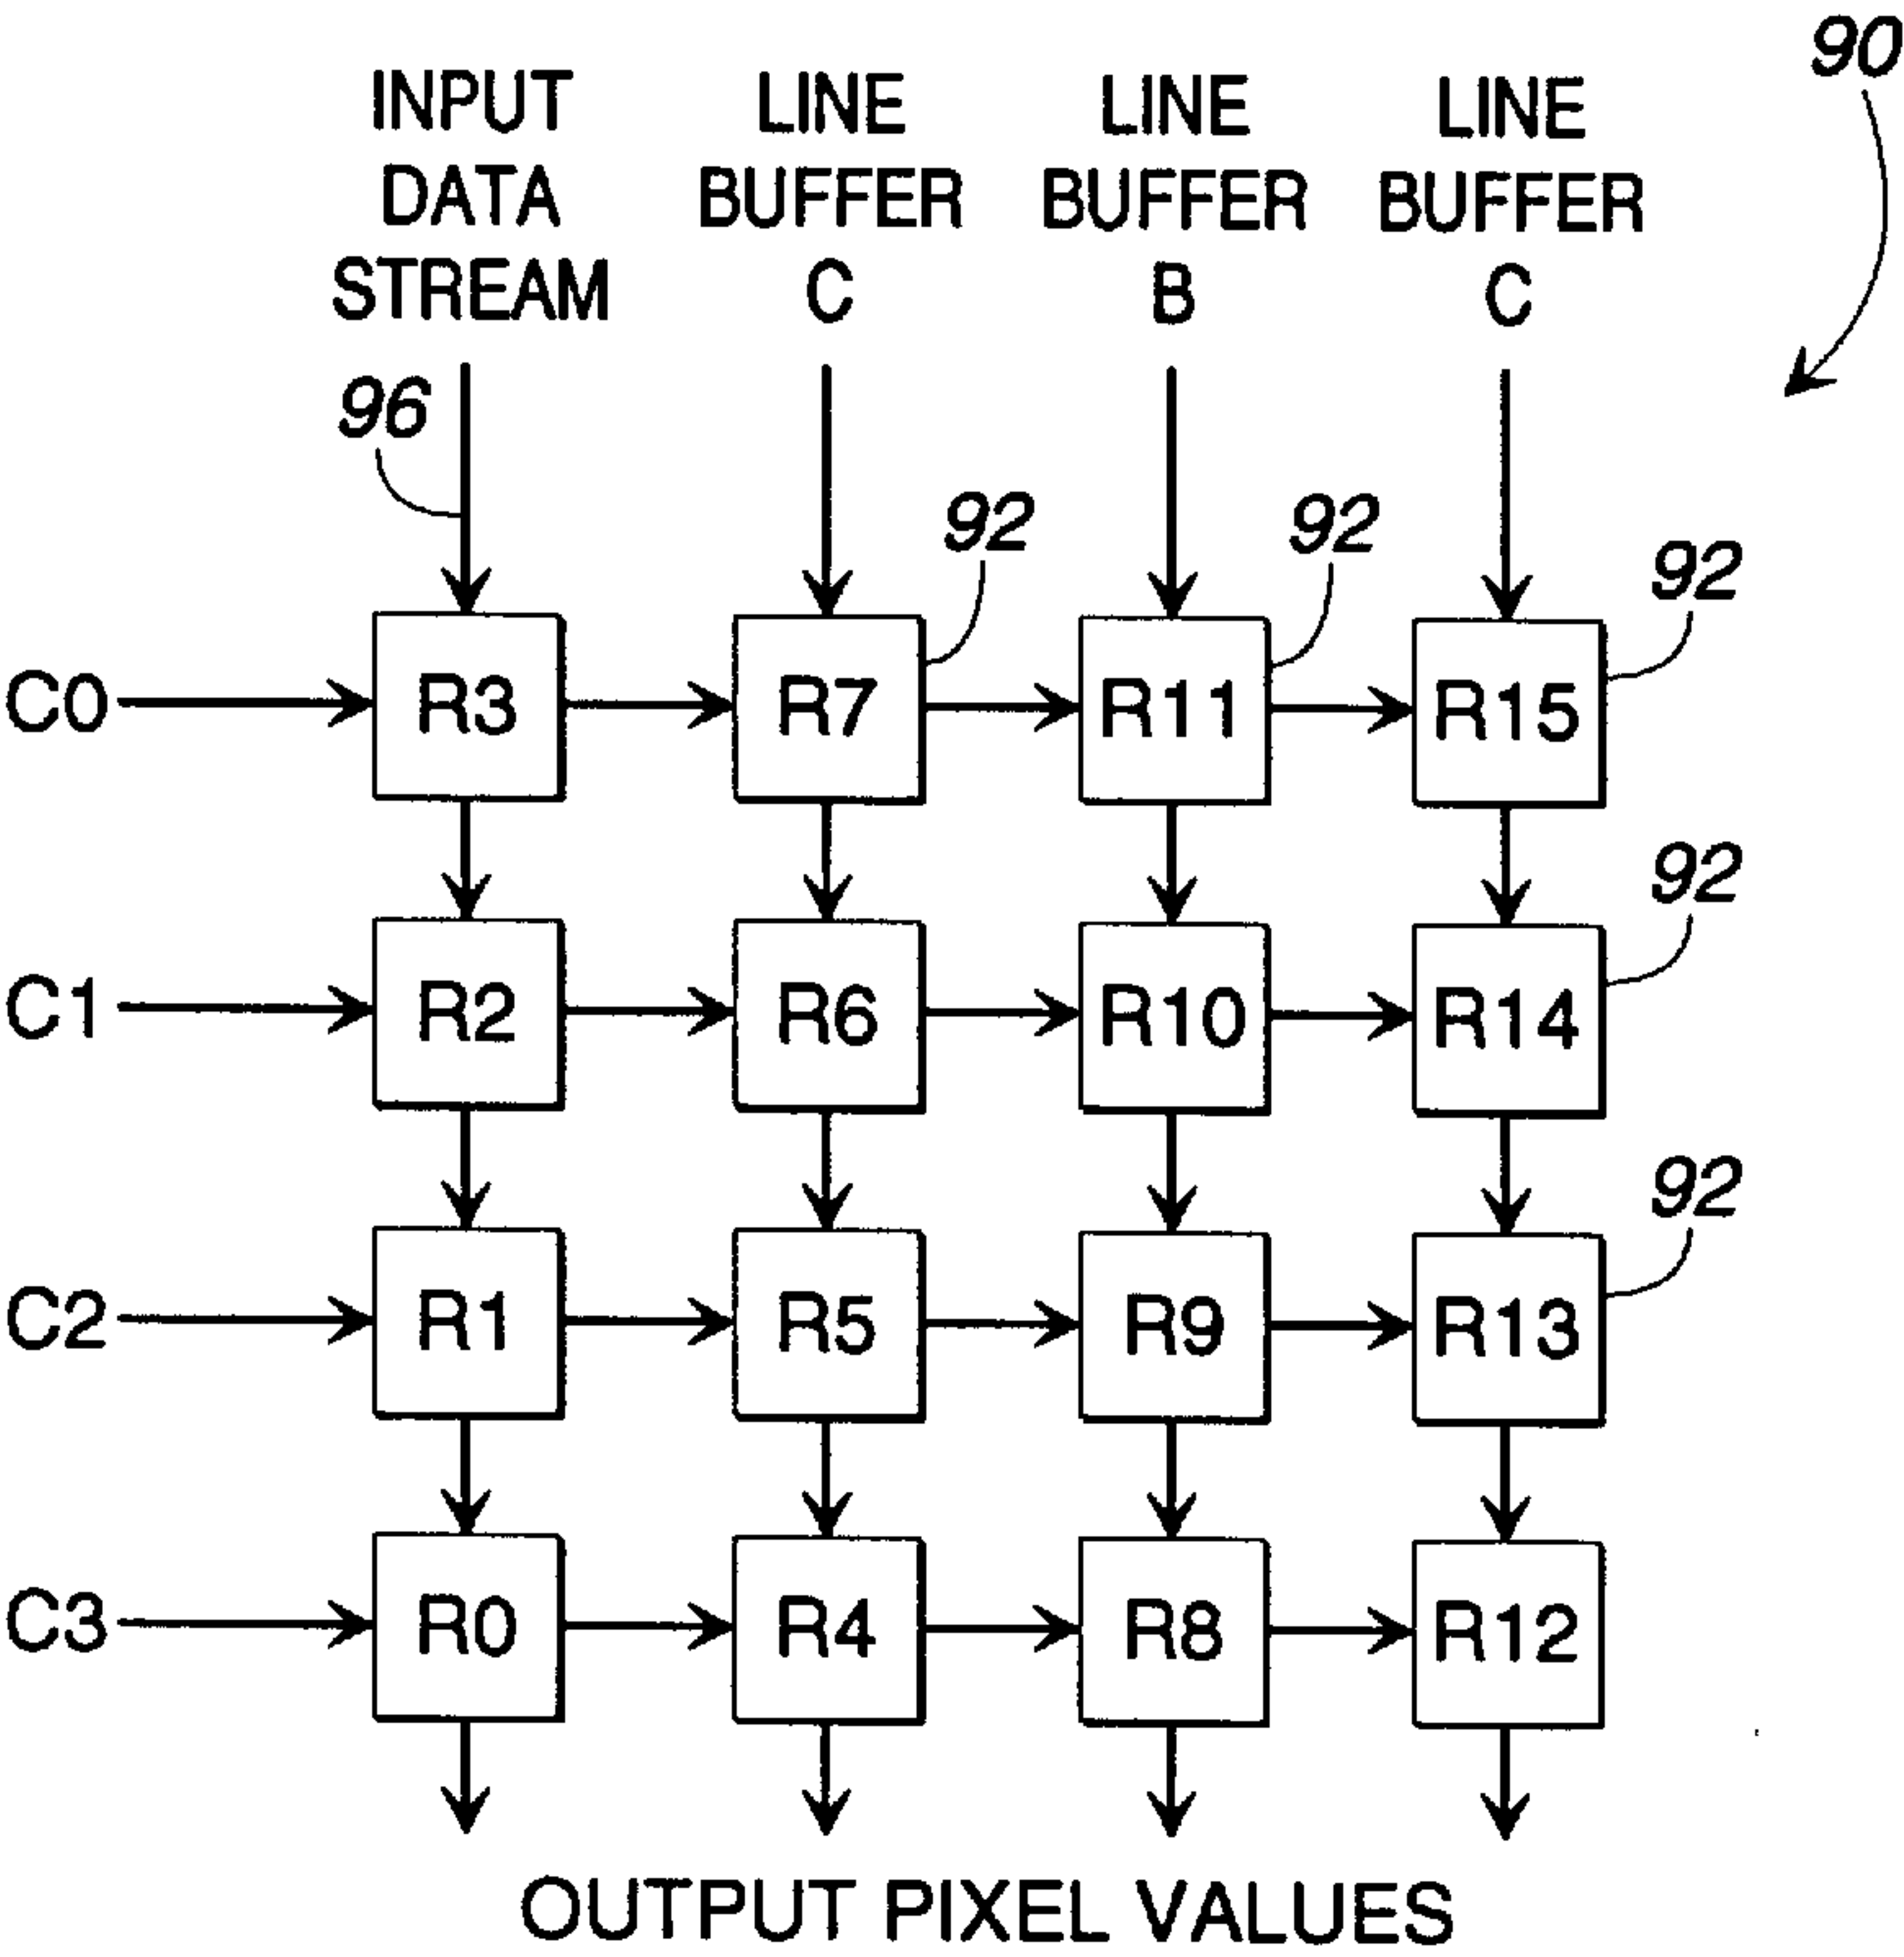 90
INPUT DATA STREAM
LINE BUFFER C
LINE BUFFER B
LINE BUFFER C
96
92
92
92
C0
R3
R7
R11
R15
92
C1
R2
R6
R10
R14
92
C2
R1
R5
R9
R13
C3
R0
R4
R8
R12
OUTPUT PIXEL VALUES